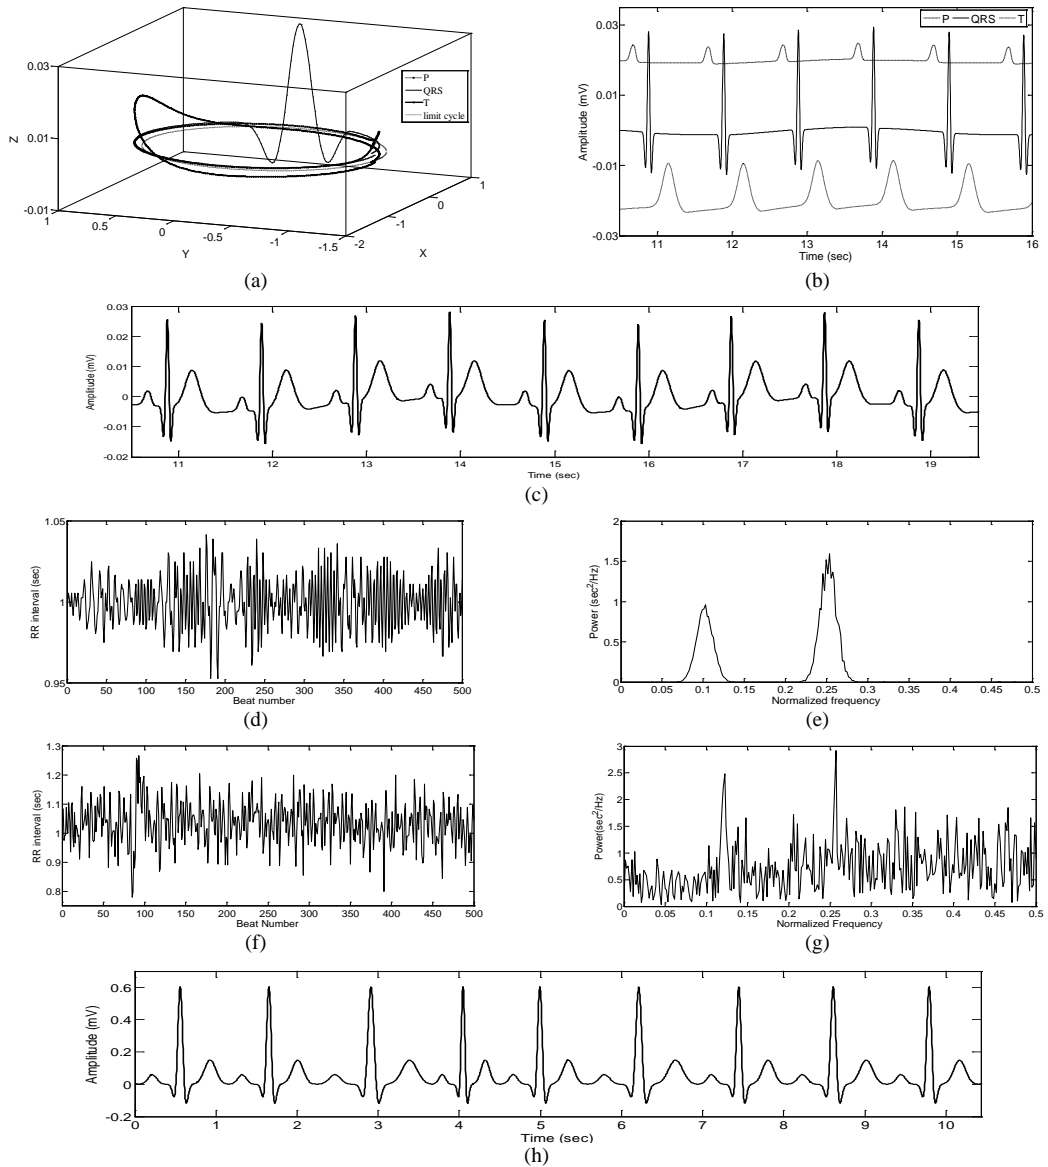 0.03
0.01
-0.01
Z
1
0.5
0
-0.5
-1
-1.5
Y
-2
-1
0
1
X
P
QRS
T
limit cycle
(a)
P QRS T
0.03
0.01
-0.01
-0.03
Amplitude (mV)
11 12 13 14 15 16
Time (sec)
(b)
0.03
0.02
0.01
0
-0.01
-0.02
Amplitude (mV)
11 12 13 14 15 16 17 18 19
Time (sec)
(c)
1.05
1
0.95
RR interval (sec)
0 50 100 150 200 250 300 350 400 450 500
Beat number
(d)
2
1.5
1
0.5
0
Power (sec²/Hz)
0 0.05 0.1 0.15 0.2 0.25 0.3 0.35 0.4 0.45 0.5
Normalized frequency
(e)
1.3
1.2
1.1
1
0.9
0.8
RR interval (sec)
0 50 100 150 200 250 300 350 400 450 500
Beat Number
(f)
3
2.5
2
1.5
1
0.5
0
Power(sec²/Hz)
0 0.05 0.1 0.15 0.2 0.25 0.3 0.35 0.4 0.45 0.5
Normalized Frequency
(g)
0.6
0.4
0.2
0
-0.2
Amplitude (mV)
0 1 2 3 4 5 6 7 8 9 10
Time (sec)
(h)